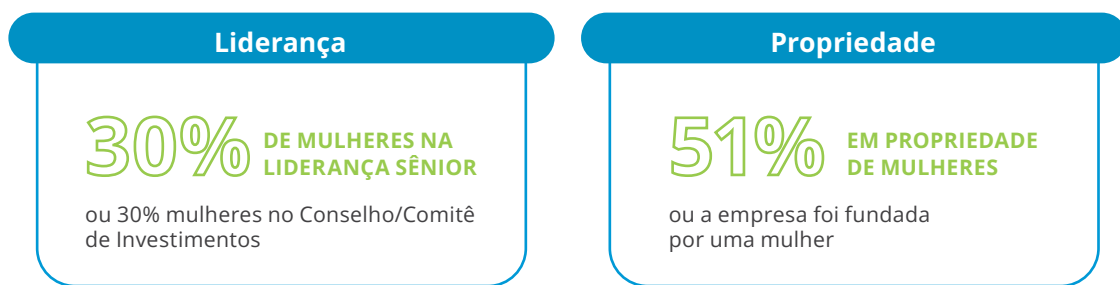 Liderança
30% DE MULHERES NA
LIDERANÇA SÊNIOR
ou 30% mulheres no Conselho/Comitê
de Investimentos
Propriedade
51% EM PROPRIEDADE
DE MULHERES
ou a empresa foi fundada
por uma mulher